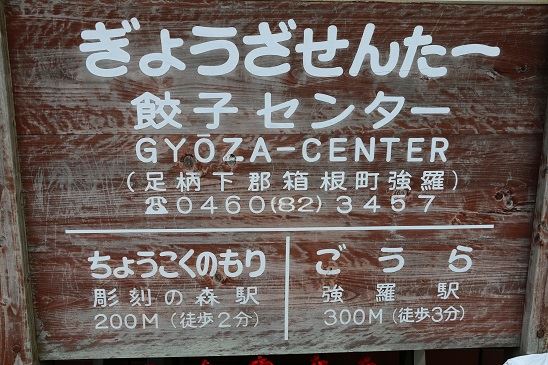 ぎょうざせんたー
餃子センター
GYŌZA-CENTER
(足柄下郡箱根町強羅)
☎0460(82)3457
ちょうこくのもり
彫刻の森駅
200M(徒歩2分)
ごうら
強羅駅
300M(徒歩3分)